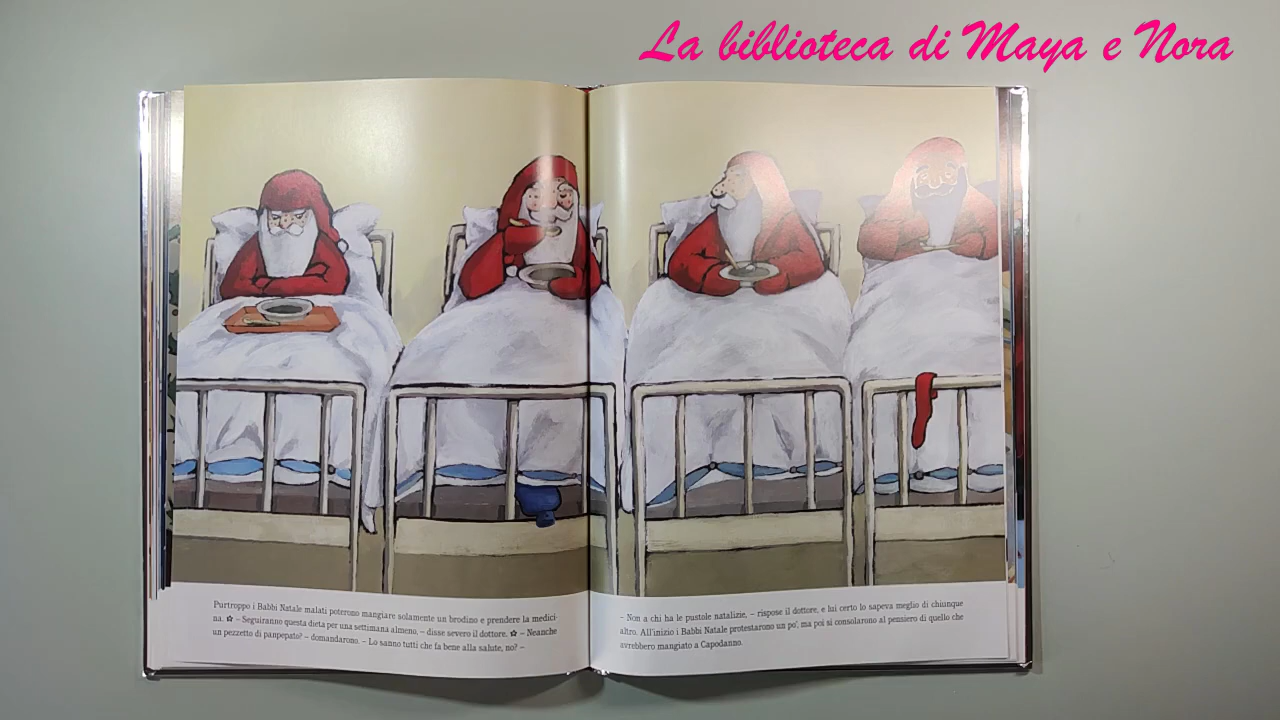 La biblioteca di Maya e Nora
Purtroppo i Babbi Natale malati poterono mangiare solamente un brodino e prendere la medici
na. ✿ – Seguiranno questa dieta per una settimana almeno, – disse severo il dottore. ✿ – Neanche
un pezzetto di panpepato? – domandarono. – Lo sanno tutti che fa bene alla salute, no? –
– Non a chi ha le pustole natalizie, – rispose il dottore, e lui certo lo sapeva meglio di chiunque
altro. All'inizio i Babbi Natale protestarono un po', ma poi si consolarono al pensiero di quello che
avrebbero mangiato a Capodanno.